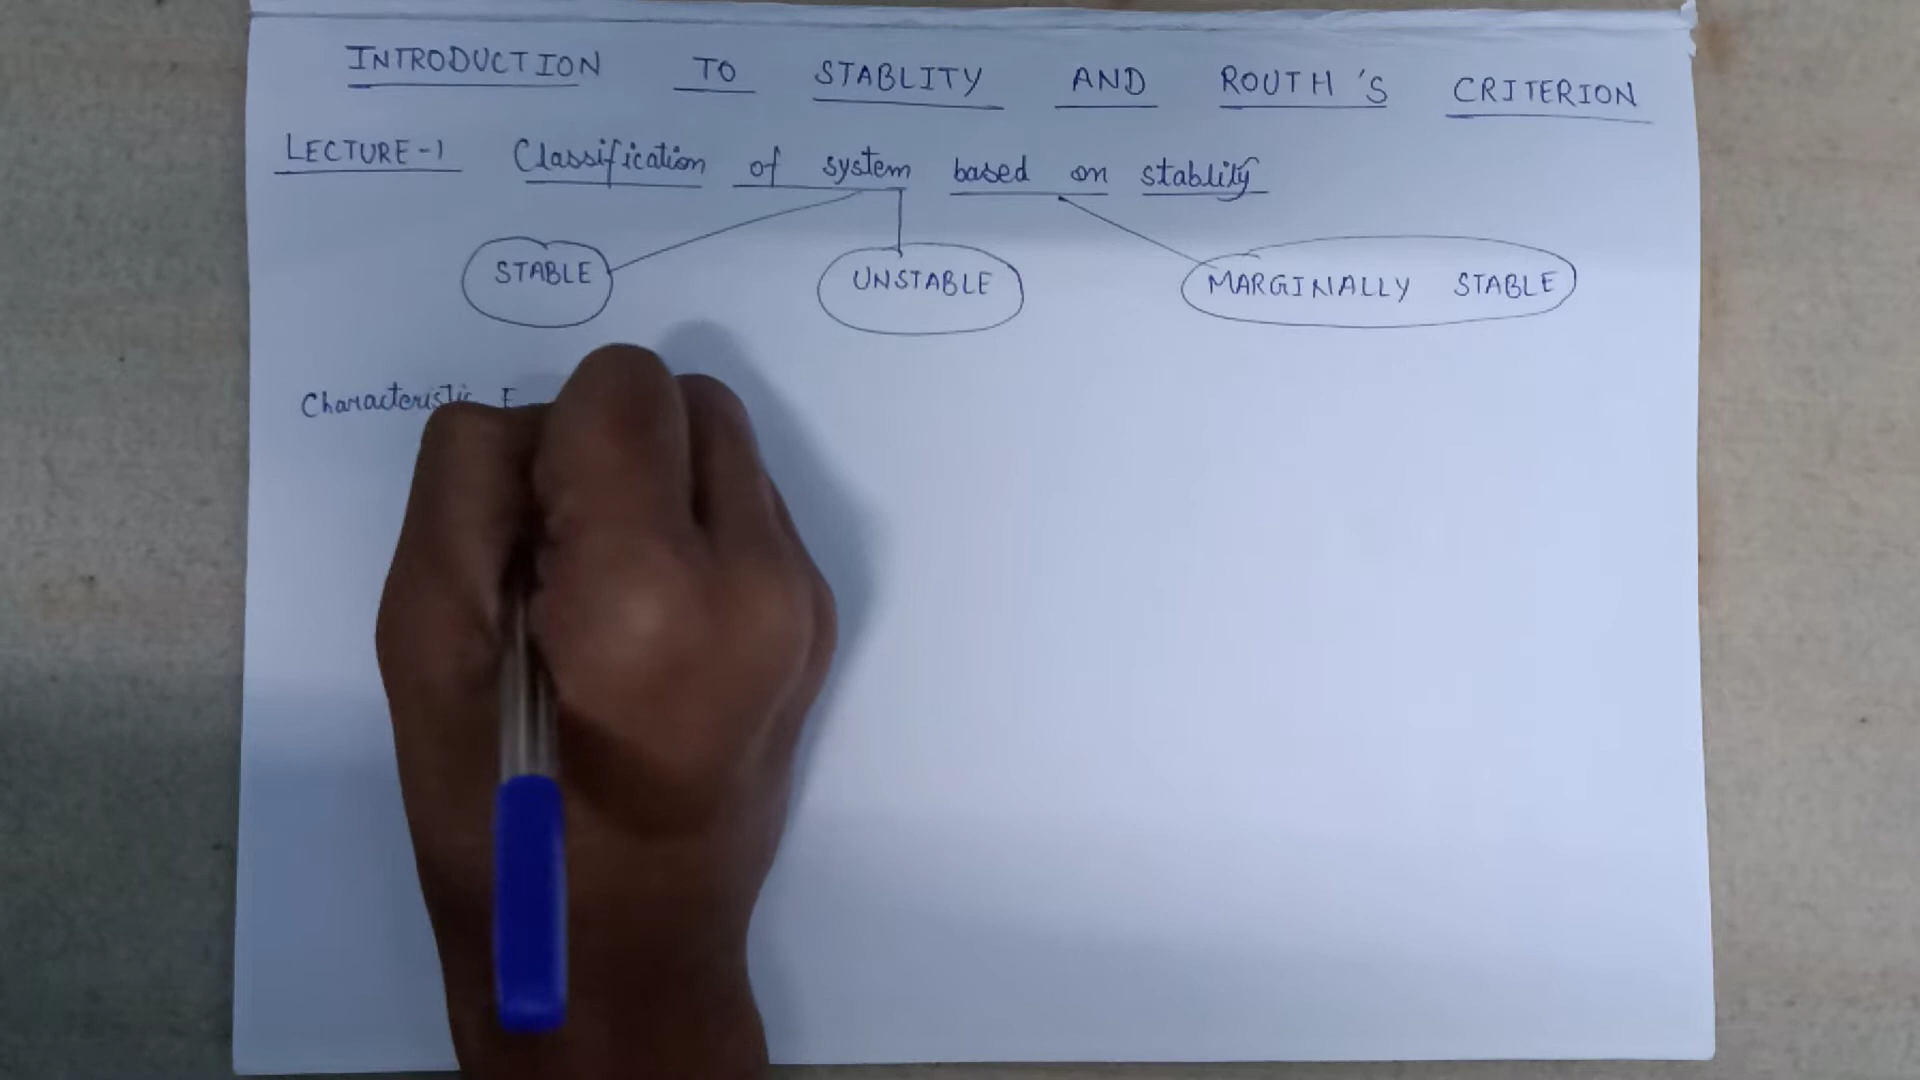 INTRODUCTION TO STABLITY AND ROUTH'S CRITERION
LECTURE-1 Classification of system based on stablity
STABLE UNSTABLE MARGINALLY STABLE
Characteristic